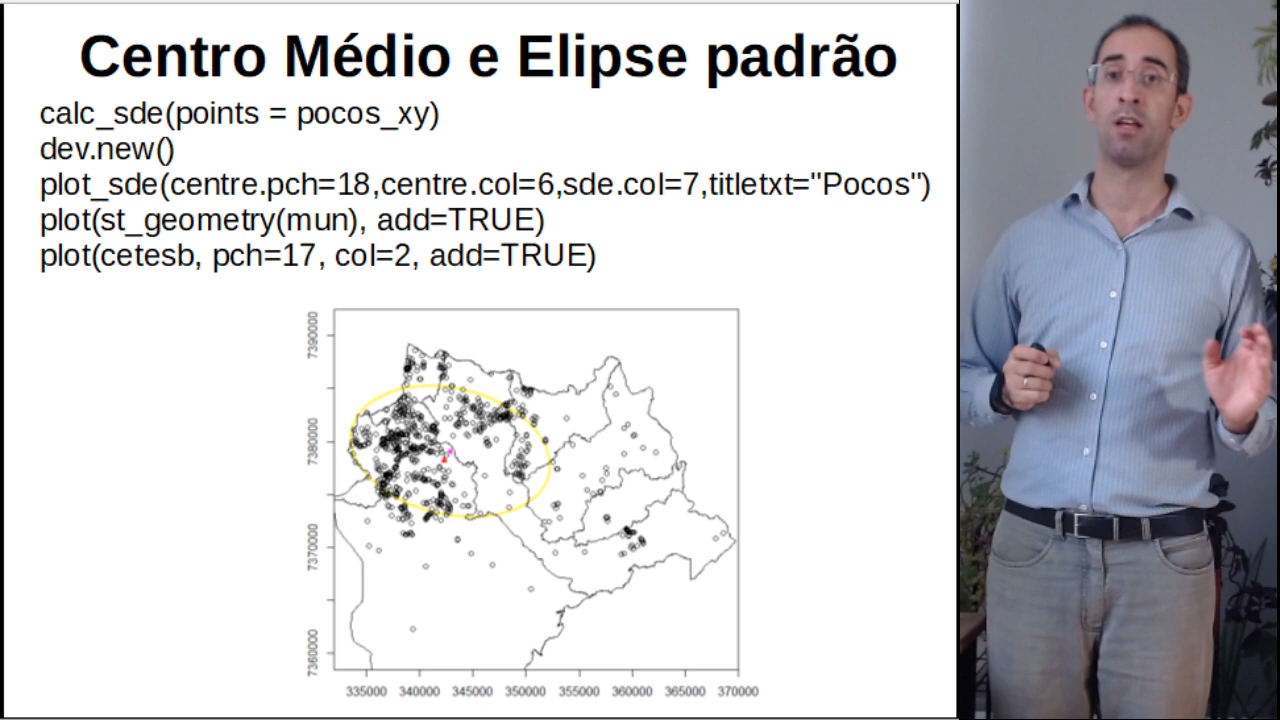 Centro Médio e Elipse padrão
calc_sde(points = pocos_xy)
dev.new()
plot_sde(centre.pch=18,centre.col=6,sde.col=7,titletxt="Pocos")
plot(st_geometry(mun), add=TRUE)
plot(cetesb, pch=17, col=2, add=TRUE)
7390000
7380000
7370000
7360000
335000 340000 345000 350000 355000 360000 365000 370000